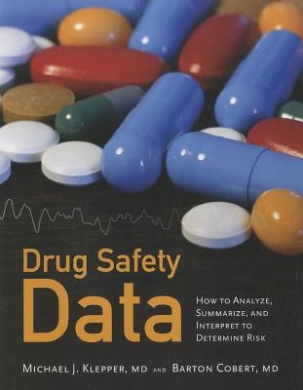 Drug Safety
Data
How to Analyze,
Summarize, and
Interpret to
Determine Risk
Michael J. Klepper, MD and Barton Cobert, MD